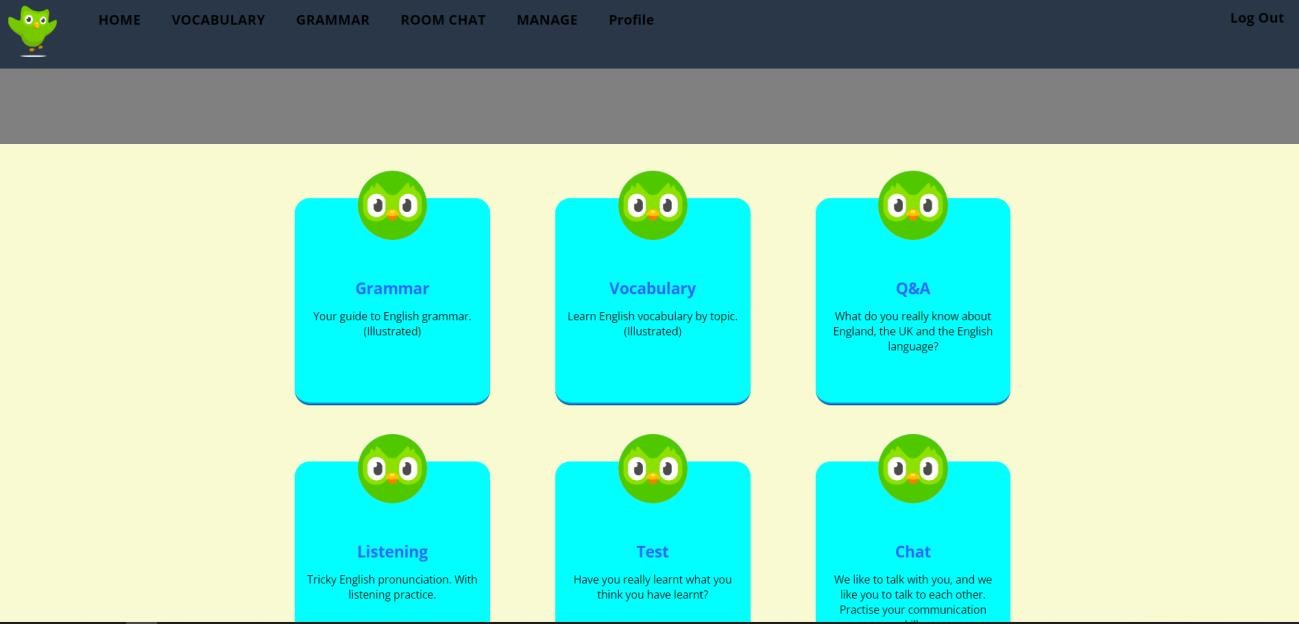 HOME VOCABULARY GRAMMAR ROOM CHAT MANAGE Profile Log Out
Grammar
Your guide to English grammar.
(Illustrated)
Vocabulary
Learn English vocabulary by topic.
(Illustrated)
Q&A
What do you really know about
England, the UK and the English
language?
Listening
Tricky English pronunciation. With
listening practice.
Test
Have you really learnt what you
think you have learnt?
Chat
We like to talk with you, and we
like you to talk to each other.
Practise your communication